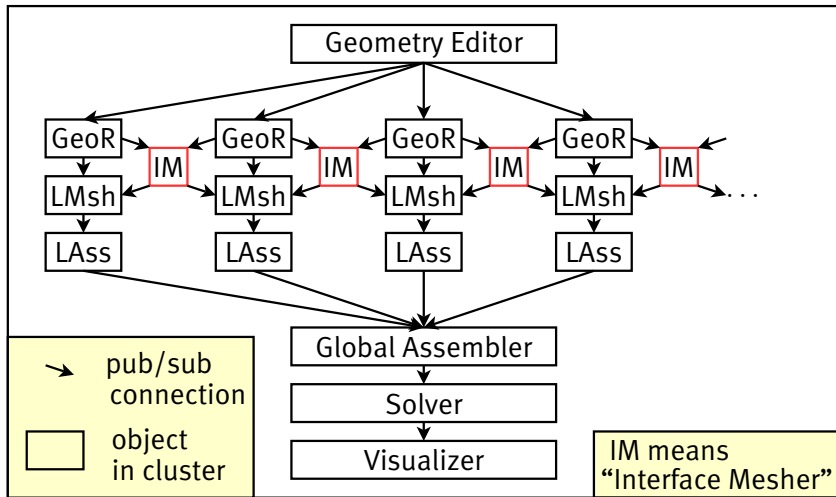 Geometry Editor
GeoR GeoR GeoR GeoR
IM IM IM IM
LMsh LMsh LMsh LMsh ...
LAss LAss LAss LAss
Global Assembler
Solver
Visualizer
pub/sub
connection
object
in cluster
IM means
“Interface Mesher”